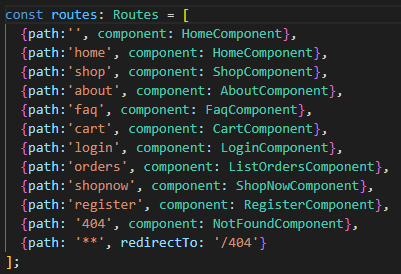 const routes: Routes = [
{path:'', component: HomeComponent},
{path:'home', component: HomeComponent},
{path:'shop', component: ShopComponent},
{path:'about', component: AboutComponent},
{path:'faq', component: FaqComponent},
{path:'cart', component: CartComponent},
{path:'login', component: LoginComponent},
{path:'orders', component: ListOrdersComponent},
{path:'shopnow', component: ShopNowComponent},
{path:'register', component: RegisterComponent},
{path: '404', component: NotFoundComponent},
{path: '**', redirectTo: '/404'}
];